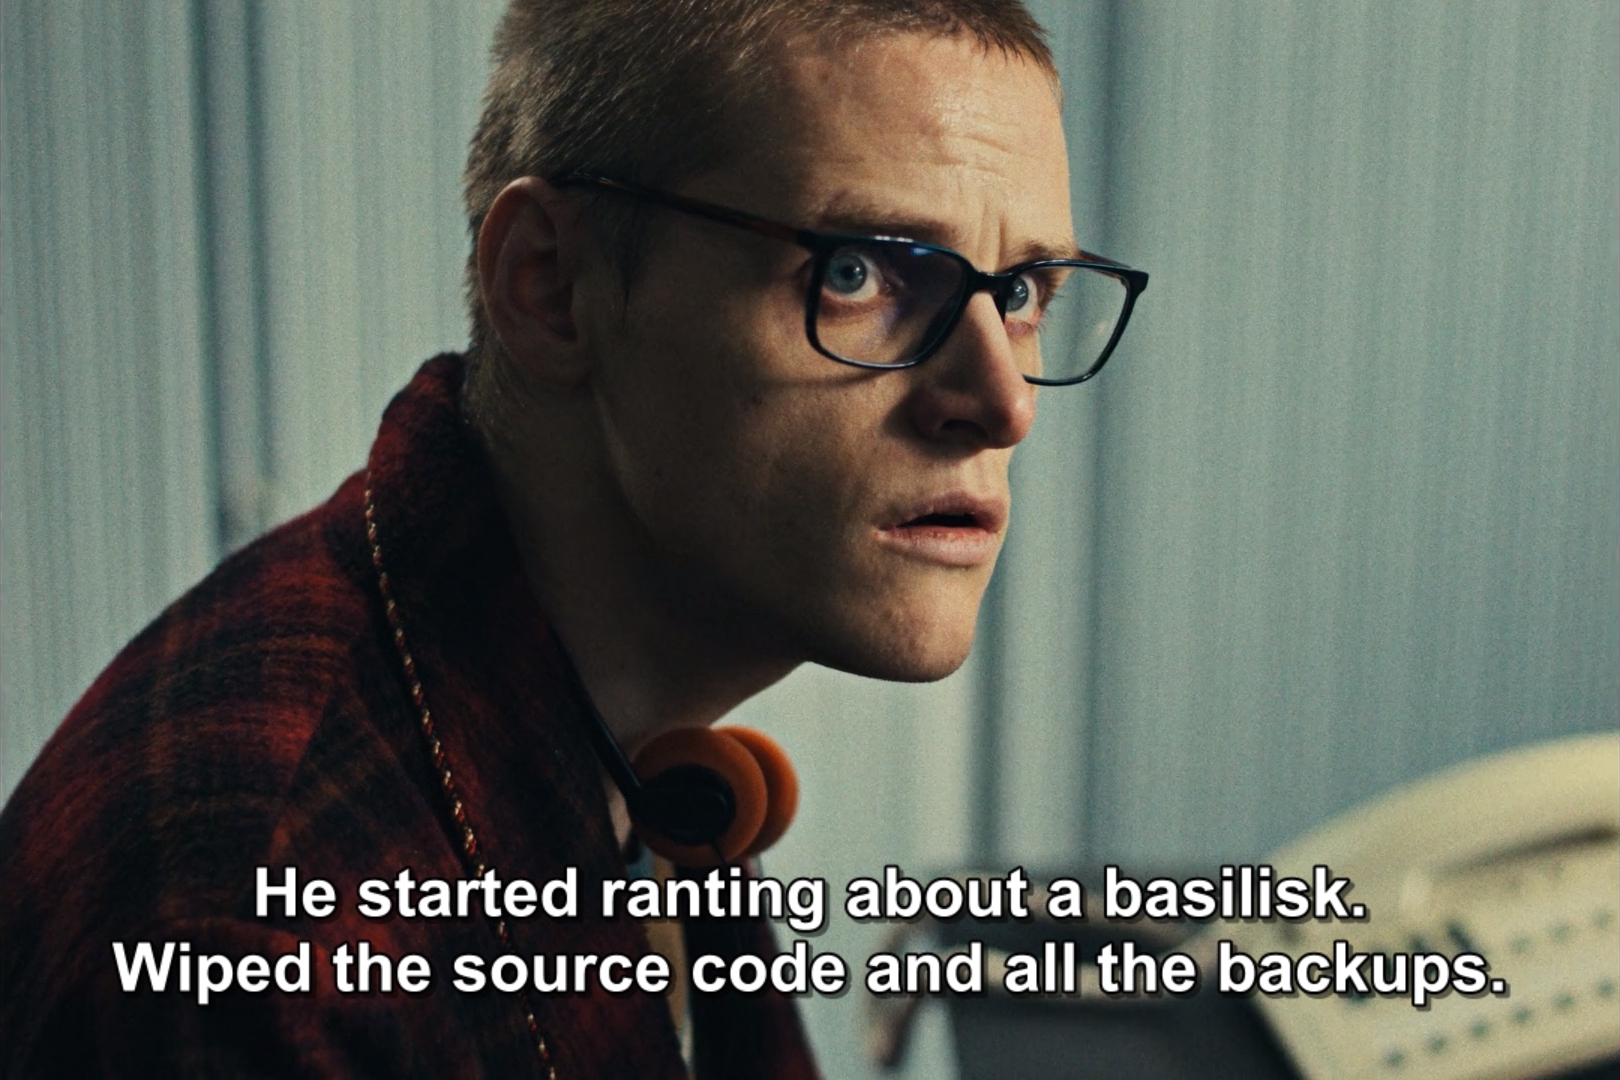 He started ranting about a basilisk.
Wiped the source code and all the backups.